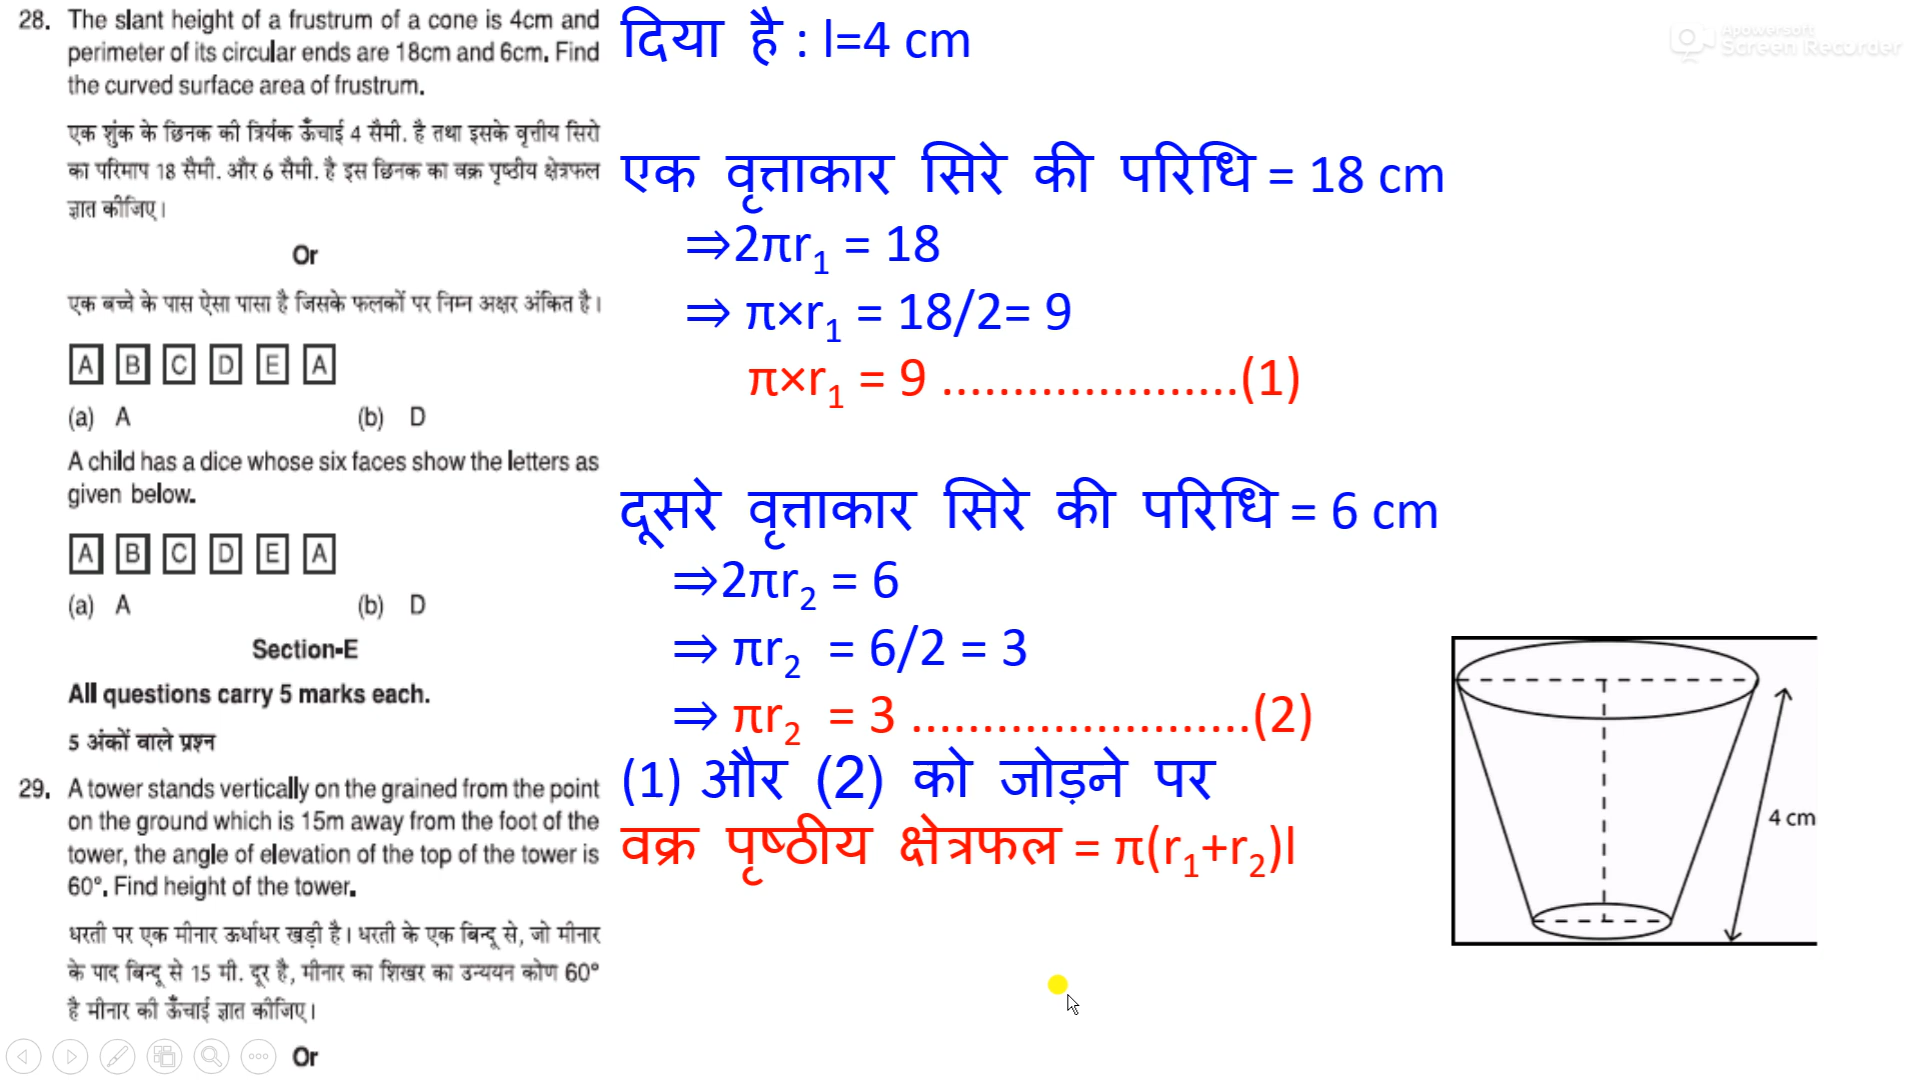 28. The slant height of a frustrum of a cone is 4cm and
perimeter of its circular ends are 18cm and 6cm. Find
the curved surface area of frustrum.
एक शुंक के छिनक की त्रिर्यक ऊँचाई 4 सैमी. है तथा इसके वृत्तीय सिरो
का परिमाप 18 सैमी. और 6 सैमी. है इस छिनक का वक्र पृष्ठीय क्षेत्रफल
ज्ञात कीजिए।
Or
एक बच्चे के पास ऐसा पासा है जिसके फलकों पर निम्न अक्षर अंकित है।
A B C D E A
(a) A (b) D
A child has a dice whose six faces show the letters as
given below.
A B C D E A
(a) A (b) D
Section-E
All questions carry 5 marks each.
5 अंकों वाले प्रश्न
29. A tower stands vertically on the grained from the point
on the ground which is 15m away from the foot of the
tower, the angle of elevation of the top of the tower is
60°. Find height of the tower.
धरती पर एक मीनार ऊर्धाधर खड़ी है। धरती के एक बिन्दू से, जो मीनार
के पाद बिन्दू से 15 मी. दूर है, मीनार का शिखर का उन्ययन कोण 60°
है मीनार की ऊँचाई ज्ञात कीजिए।
Or
दिया है : l=4 cm
एक वृत्ताकार सिरे की परिधि = 18 cm
⇒2πr₁ = 18
⇒ π×r₁ = 18/2= 9
π×r₁ = 9 .....................(1)
दूसरे वृत्ताकार सिरे की परिधि = 6 cm
⇒2πr₂ = 6
⇒ πr₂ = 6/2 = 3
⇒ πr₂ = 3 ........................(2)
(1) और (2) को जोड़ने पर
वक्र पृष्ठीय क्षेत्रफल = π(r₁+r₂)l
4 cm
Apowersoft
Screen Recorder